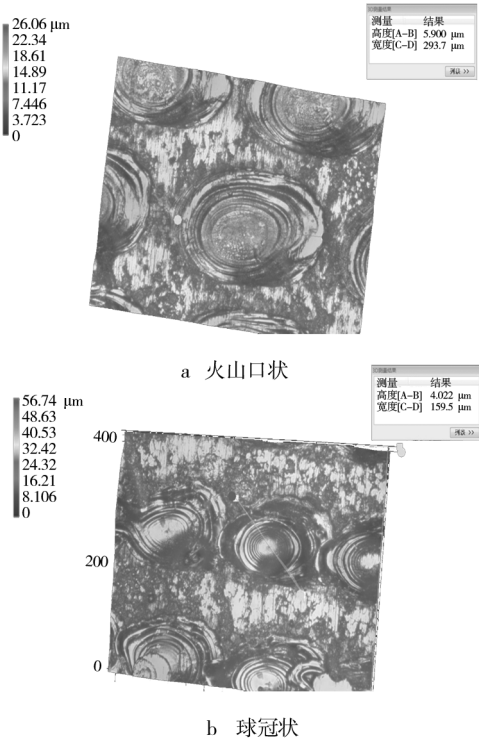 26.06 μm
22.34
18.61
14.89
11.17
7.446
3.723
0
测量 结果
高度[A-B] 5.900 μm
宽度[C-D] 293.7 μm
a 火山口状
56.74 μm
48.63
40.53
32.42
24.32
16.21
8.106
0
测量 结果
高度[A-B] 4.022 μm
宽度[C-D] 159.5 μm
400
200
0
b 球冠状